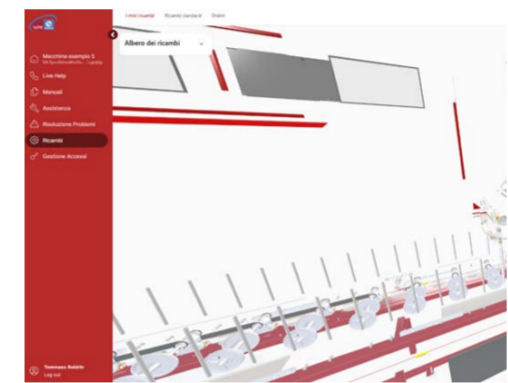 I miei ricambi   Ricambi standard   Ordini
Albero dei ricambi
Macchina esempio 5
Live Help
Manuali
Assistenza
Risoluzione Problemi
Ricambi
Gestione Accessi
Tommaso
Log out